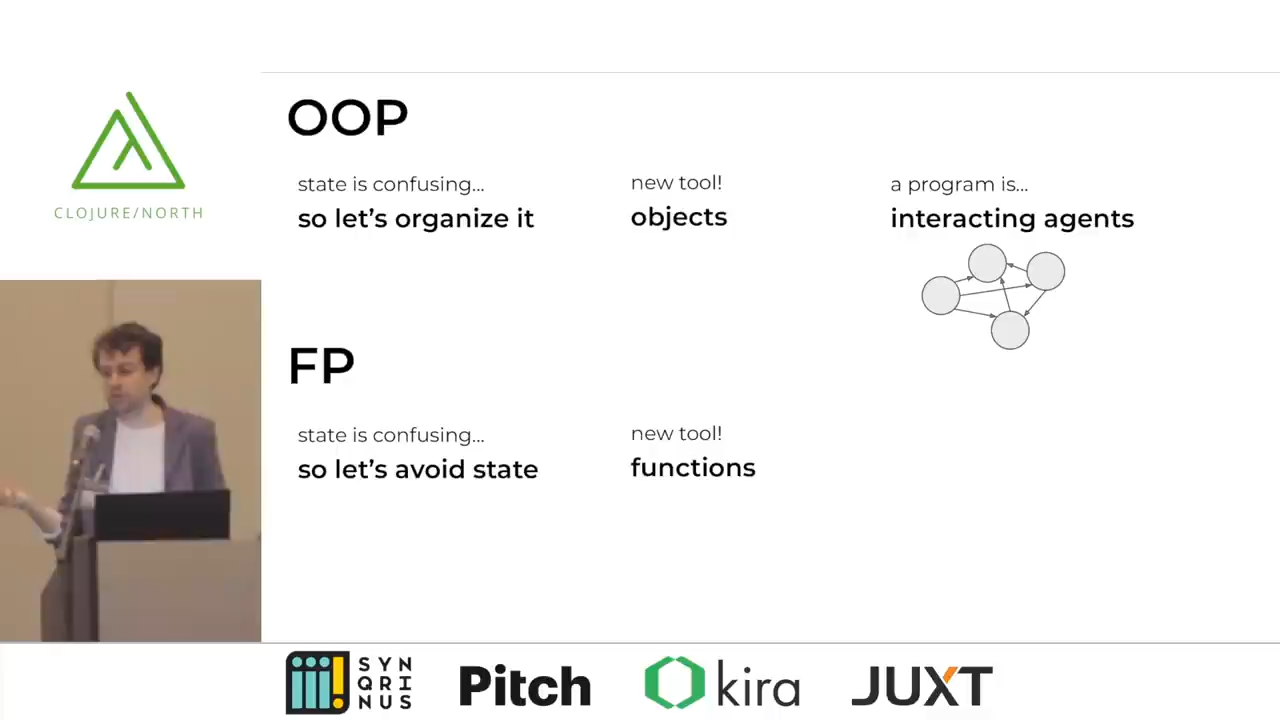 CLOJURE/NORTH
OOP
state is confusing...
so let's organize it
new tool!
objects
a program is...
interacting agents
FP
state is confusing...
so let's avoid state
new tool!
functions
SYN
QRI
NUS
Pitch
kira
JUXT